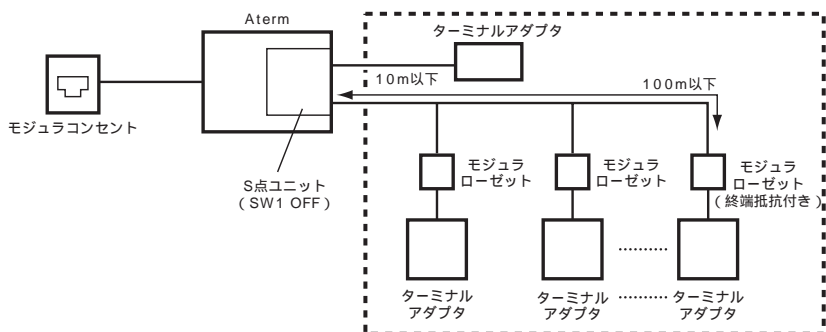 Aterm
ターミナルアダプタ
10m以下
100m以下
モジュラコンセント
S点ユニット
(SW1 OFF)
モジュラ
ローゼット
モジュラ
ローゼット
モジュラ
ローゼット
(終端抵抗付き)
ターミナル
アダプタ
ターミナル
アダプタ
ターミナル
アダプタ